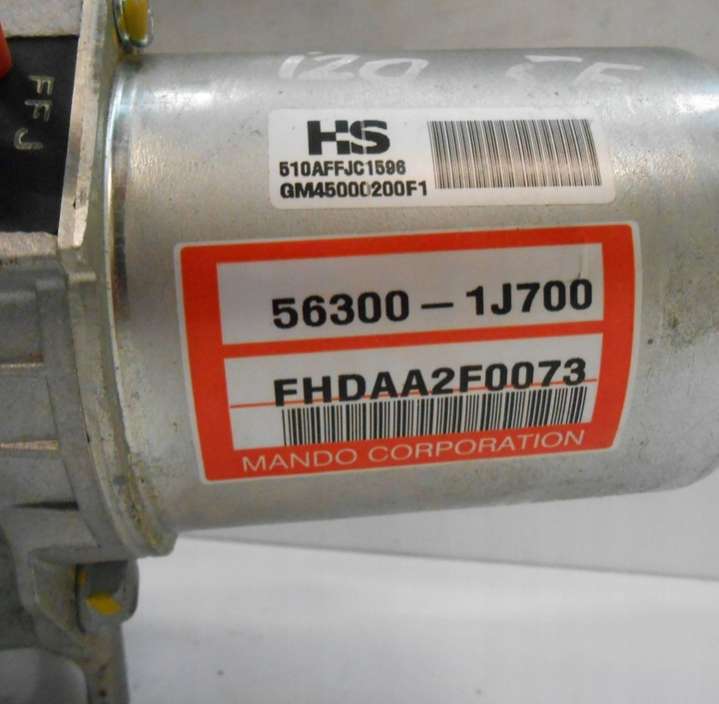 i20
FFJ
HS
510AFFJC1596
GM45000200F1
56300-1J700
FHDAA2F0073
MANDO CORPORATION